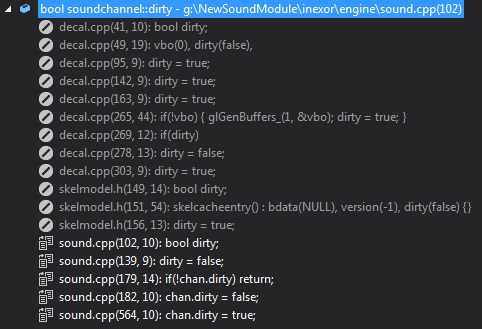 bool soundchannel::dirty - g:\NewSoundModule\inexor\engine\sound.cpp(102)
decal.cpp(41, 10): bool dirty;
decal.cpp(49, 19): vbo(0), dirty(false),
decal.cpp(95, 9): dirty = true;
decal.cpp(142, 9): dirty = true;
decal.cpp(163, 9): dirty = true;
decal.cpp(265, 44): if(!vbo) { glGenBuffers_(1, &vbo); dirty = true; }
decal.cpp(269, 12): if(dirty)
decal.cpp(278, 13): dirty = false;
decal.cpp(303, 9): dirty = true;
skelmodel.h(149, 14): bool dirty;
skelmodel.h(151, 54): skelcacheentry() : bdata(NULL), version(-1), dirty(false) {}
skelmodel.h(156, 13): dirty = true;
sound.cpp(102, 10): bool dirty;
sound.cpp(139, 9): dirty = false;
sound.cpp(179, 14): if(!chan.dirty) return;
sound.cpp(182, 10): chan.dirty = false;
sound.cpp(564, 10): chan.dirty = true;